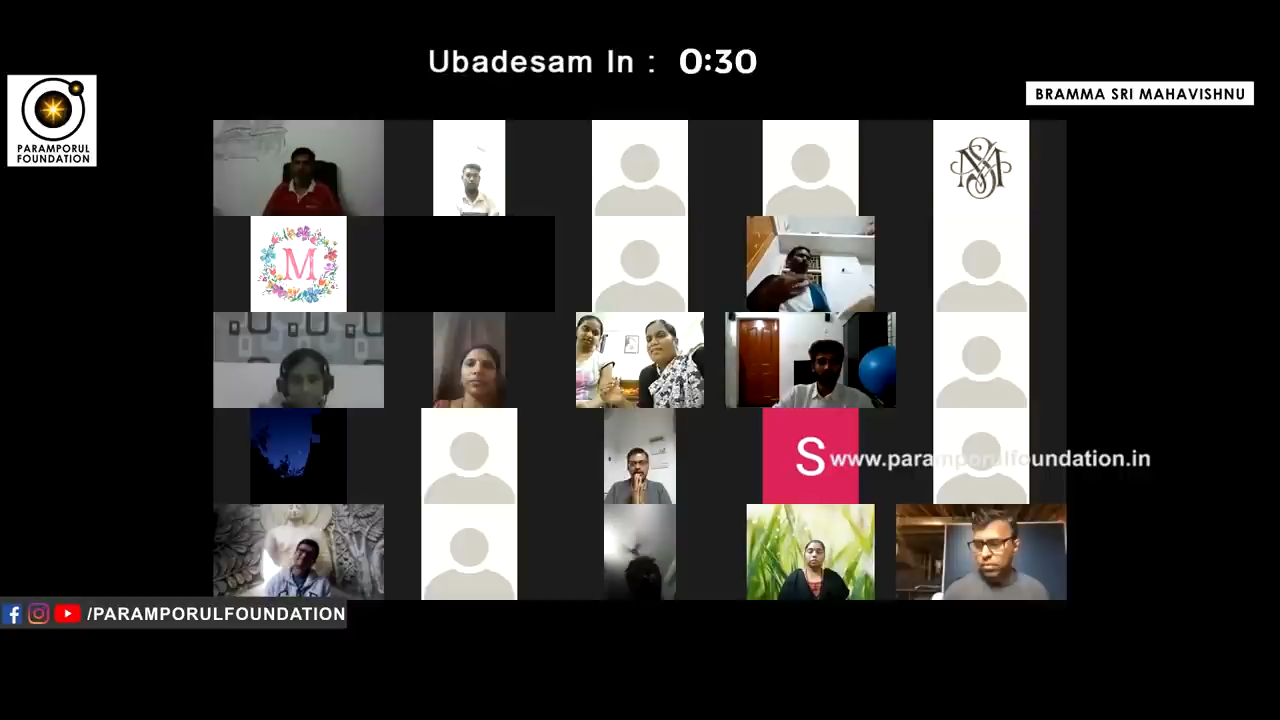 Ubadesam In : 0:30
BRAMMA SRI MAHAVISHNU
PARAMPORUL
FOUNDATION
M
S
www.paramporulfoundation.in
/PARAMPORULFOUNDATION